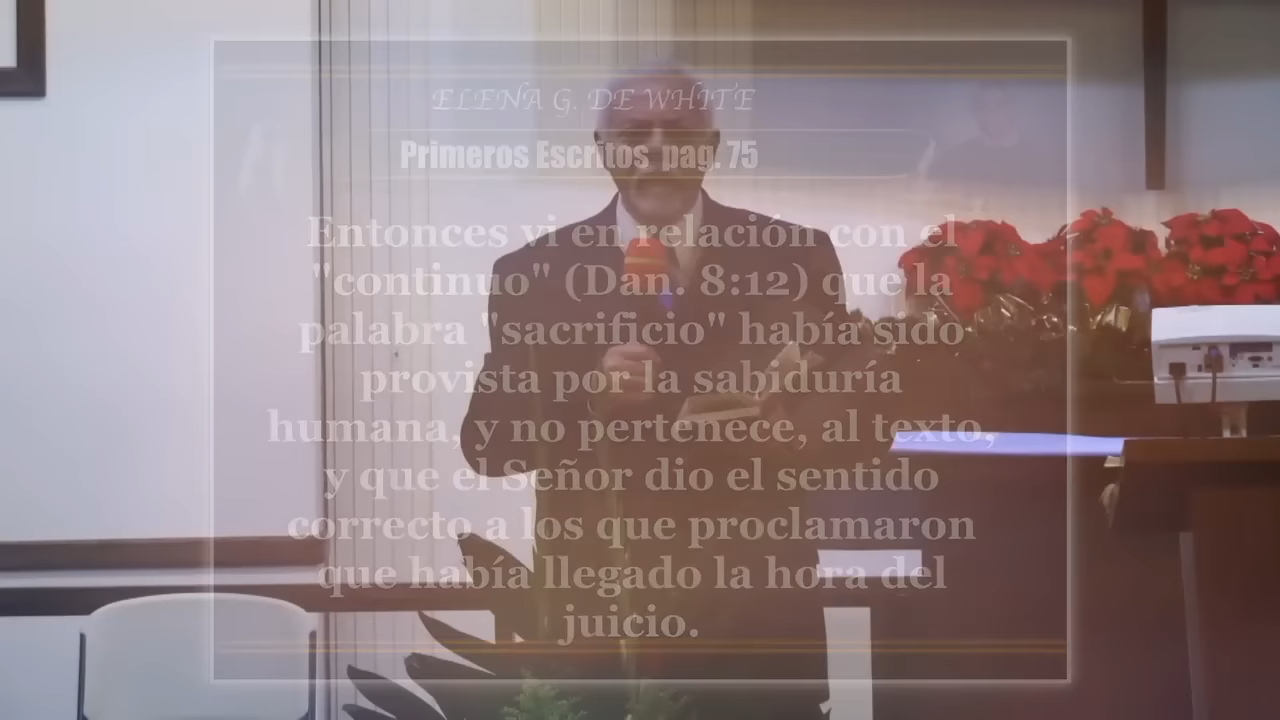 ELENA G. DE WHITE
Primeros Escritos pag. 75
Entonces vi en relación con el
"continuo" (Dan. 8:12) que la
palabra "sacrificio" había sido
provista por la sabiduría
humana, y no pertenece, al texto,
y que el Señor dio el sentido
correcto a los que proclamaron
que había llegado la hora del
juicio.